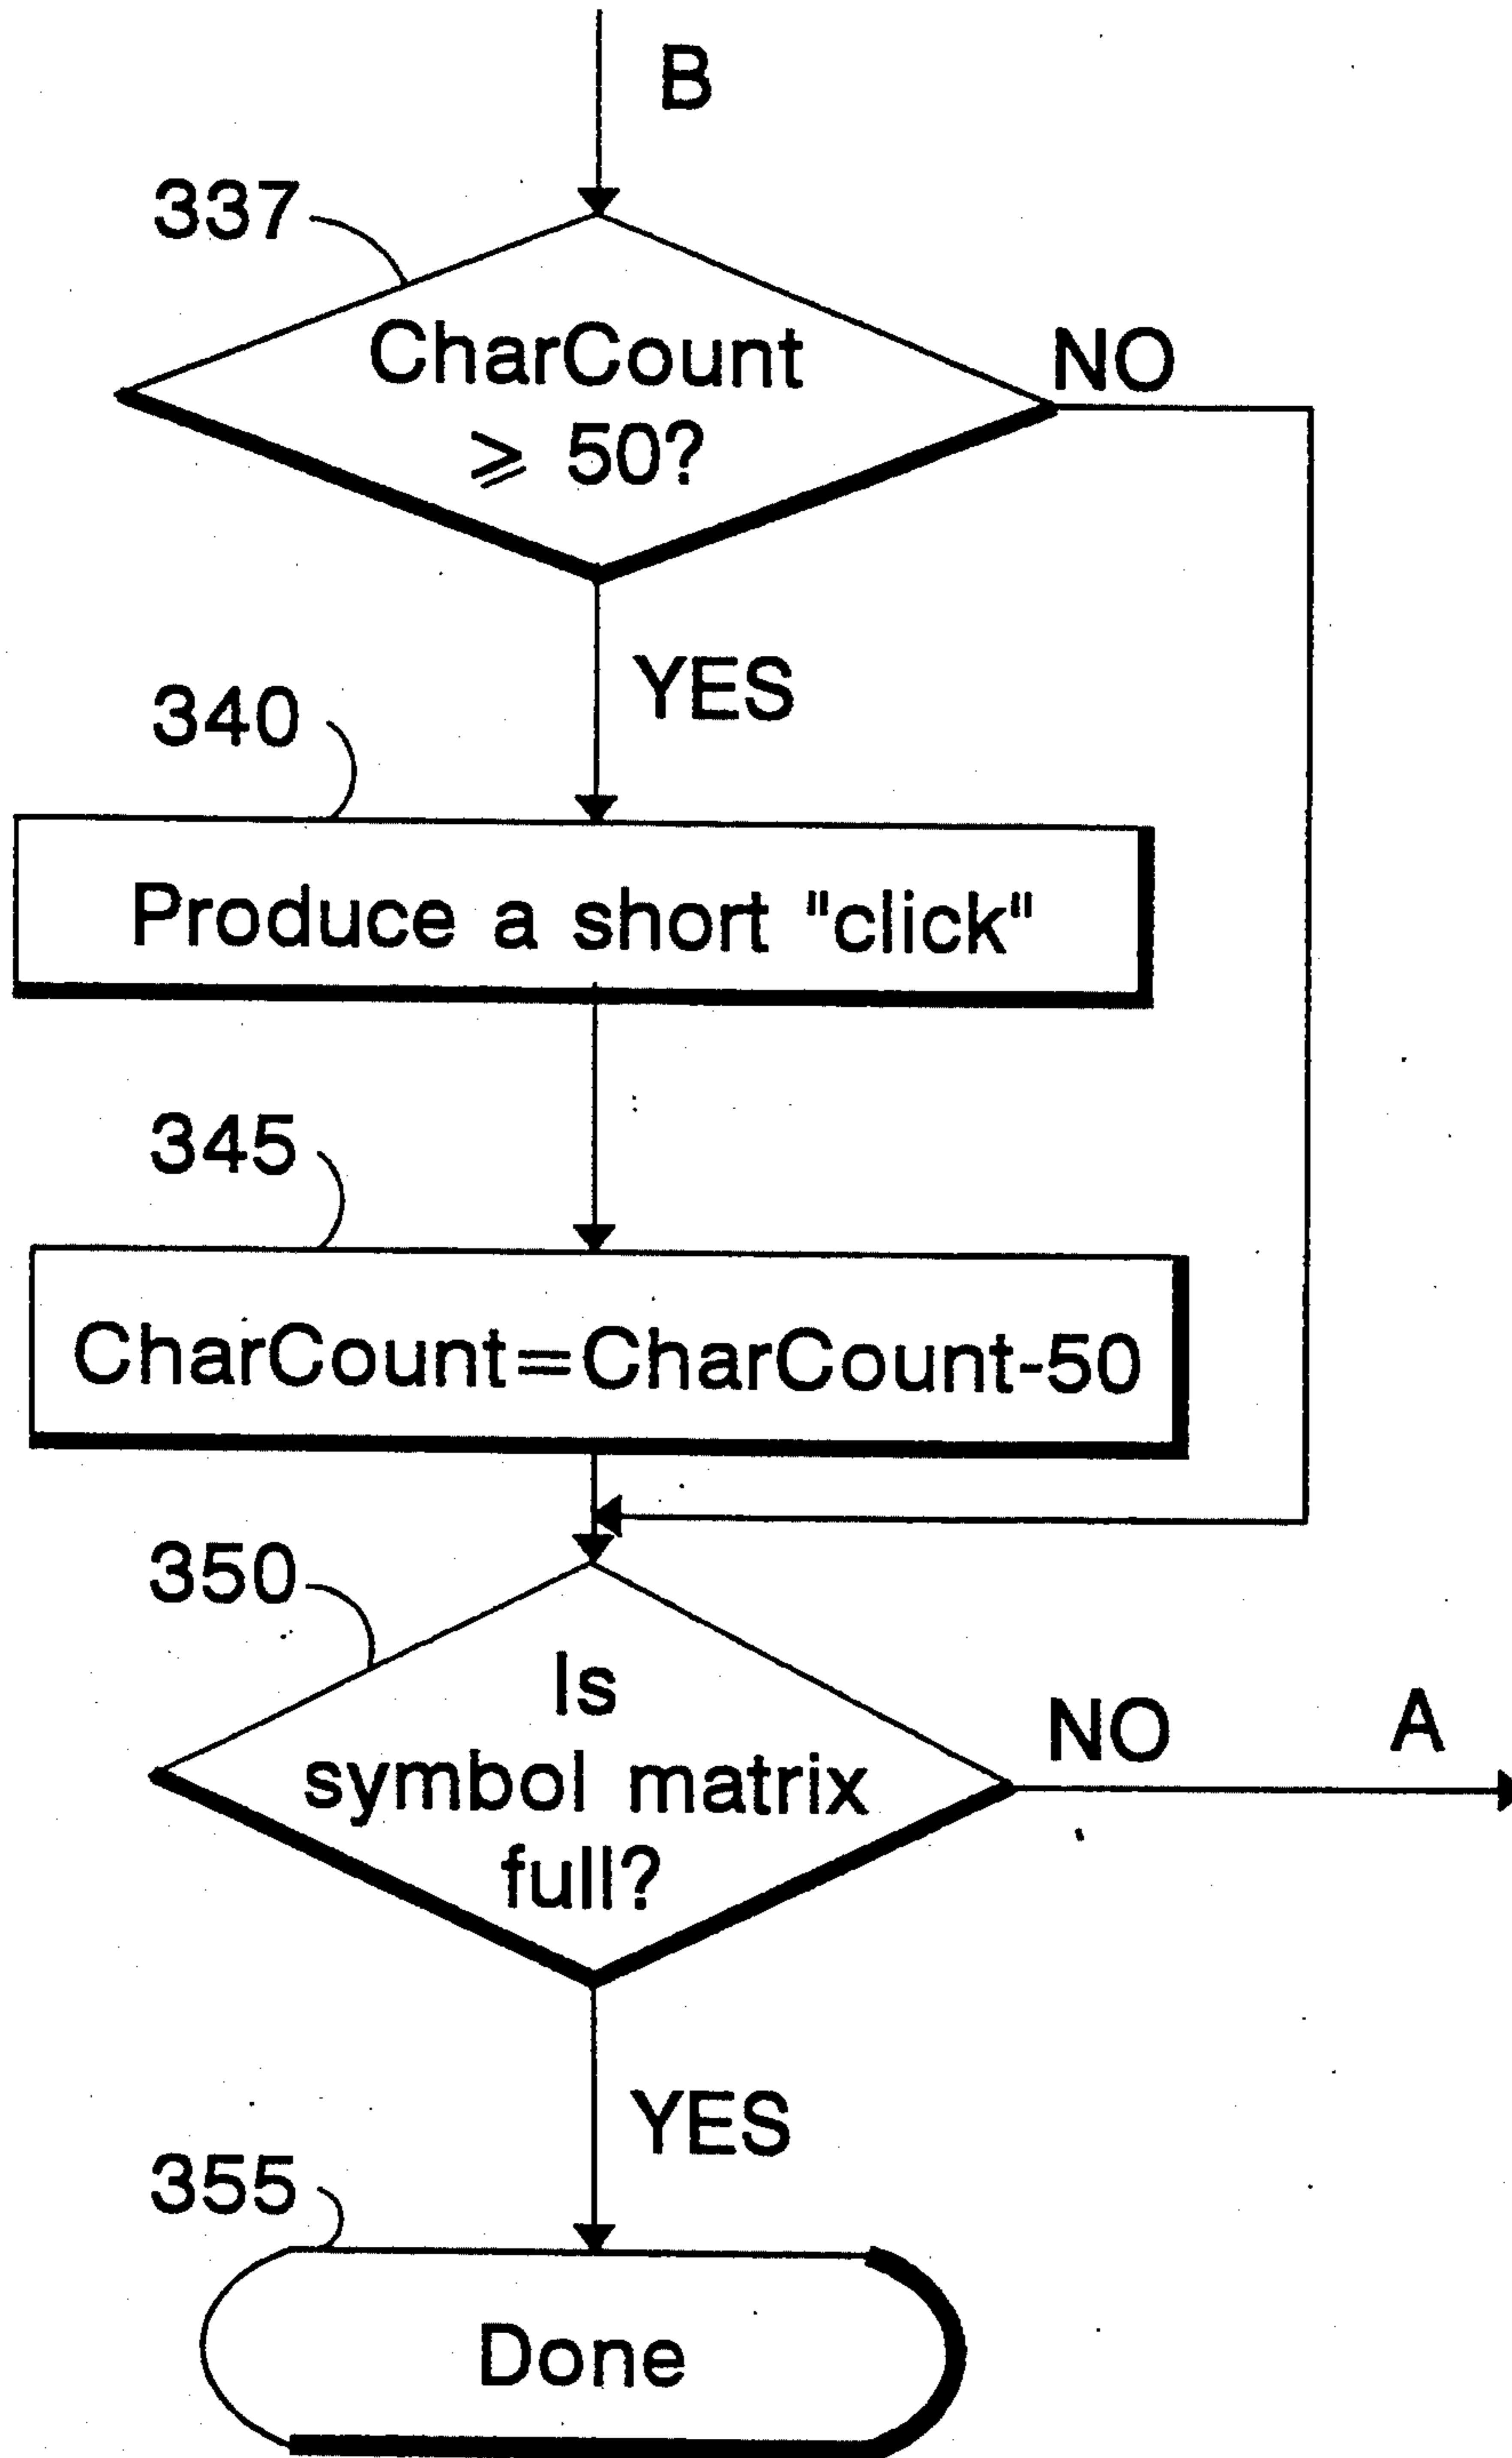 B
337
CharCount
⩾ 50?
NO
YES
340
Produce a short "click"
345
CharCount=CharCount-50
350
Is
symbol matrix
full?
NO
A
YES
355
Done